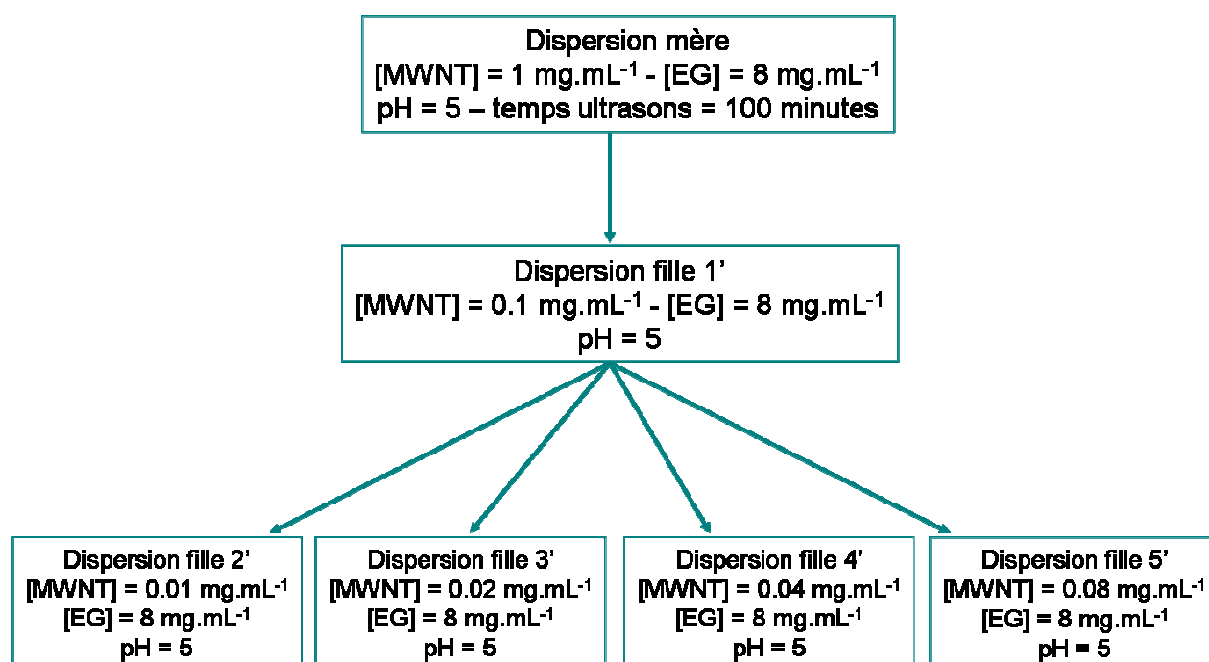 Dispersion mère
[MWNT] = 1 mg.mL-1 - [EG] = 8 mg.mL-1
pH = 5 – temps ultrasons = 100 minutes
Dispersion fille 1’
[MWNT] = 0.1 mg.mL-1 - [EG] = 8 mg.mL-1
pH = 5
Dispersion fille 2’
[MWNT] = 0.01 mg.mL-1
[EG] = 8 mg.mL-1
pH = 5
Dispersion fille 3’
[MWNT] = 0.02 mg.mL-1
[EG] = 8 mg.mL-1
pH = 5
Dispersion fille 4’
[MWNT] = 0.04 mg.mL-1
[EG] = 8 mg.mL-1
pH = 5
Dispersion fille 5’
[MWNT] = 0.08 mg.mL-1
[EG] = 8 mg.mL-1
pH = 5